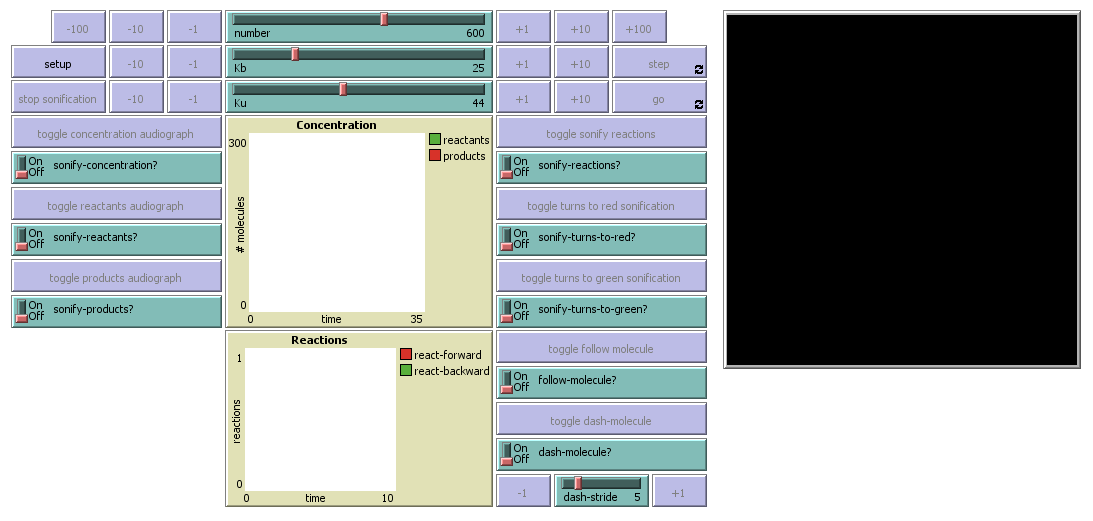 -100 -10 -1 number 600 +1 +10 +100
setup -10 -1 Kb 25 +1 +10 step
stop sonification -10 -1 Ku 44 +1 +10 go
toggle concentration audiograph
On
Off
sonify-concentration?
toggle reactants audiograph
On
Off
sonify-reactants?
toggle products audiograph
On
Off
sonify-products?
Concentration
300
# molecules
0
0 time 35
reactants
products
Reactions
1
reactions
0
0 time 10
react-forward
react-backward
toggle sonify reactions
On
Off
sonify-reactions?
toggle turns to red sonification
On
Off
sonify-turns-to-red?
toggle turns to green sonification
On
Off
sonify-turns-to-green?
toggle follow molecule
On
Off
follow-molecule?
toggle dash-molecule
On
Off
dash-molecule?
-1 dash-stride 5 +1